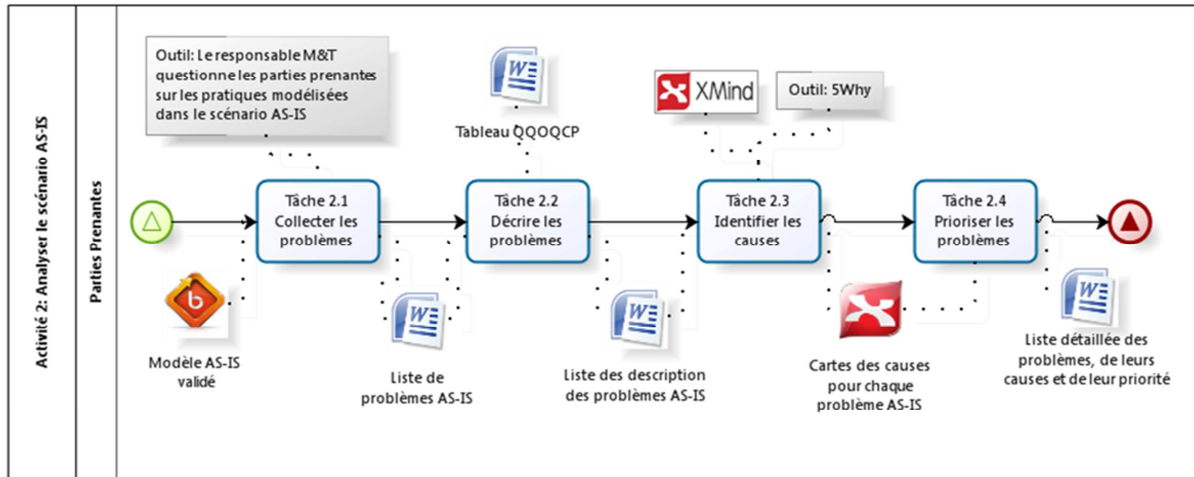 Activité 2: Analyser le scénario AS-IS
Parties Prenantes
Outil: Le responsable M&T
questionne les parties prenantes
sur les pratiques modélisées
dans le scénario AS-IS
W
Tableau QQOQCP
XMind
Outil: 5Why
Tâche 2.1
Collecter les
problèmes
Tâche 2.2
Décrire les
problèmes
Tâche 2.3
Identifier les
causes
Tâche 2.4
Prioriser les
problèmes
b
Modèle AS-IS
validé
W
Liste de
problèmes AS-IS
W
Liste des description
des problèmes AS-IS
Cartes des causes
pour chaque
problème AS-IS
W
Liste détaillée des
problèmes, de leurs
causes et de leur priorité